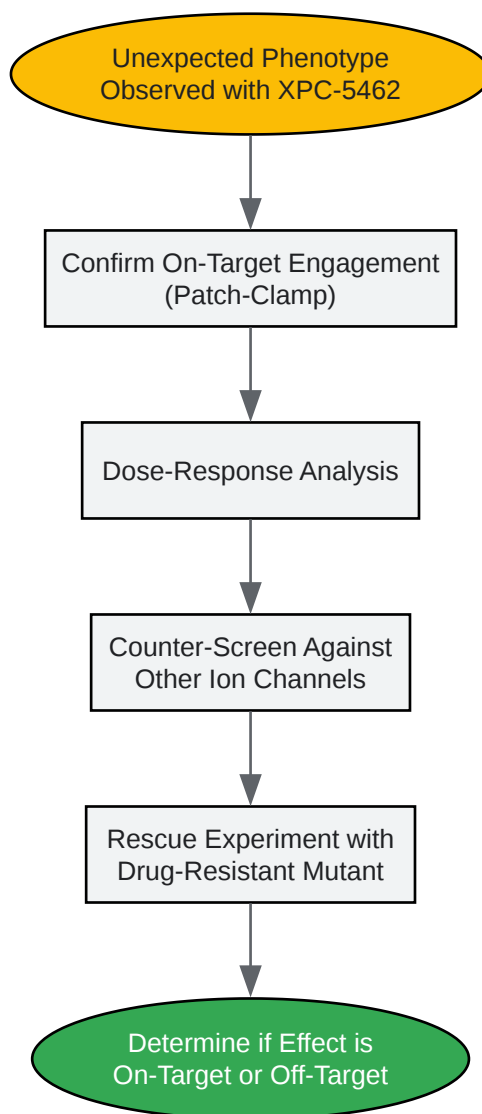 Unexpected Phenotype
Observed with XPC-5462
Confirm On-Target Engagement
(Patch-Clamp)
Dose-Response Analysis
Counter-Screen Against
Other Ion Channels
Rescue Experiment with
Drug-Resistant Mutant
Determine if Effect is
On-Target or Off-Target